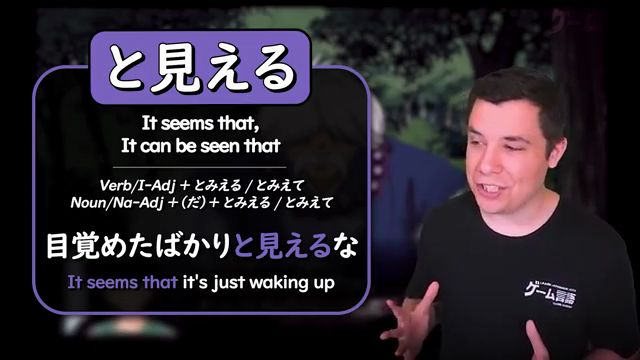 と見える
It seems that,
It can be seen that
Verb/I-Adj + とみえる / とみえて
Noun/Na-Adj + (だ) + とみえる / とみえて
目覚めたばかりと見えるな
It seems that it's just waking up
ゲーム
ゲーム言語